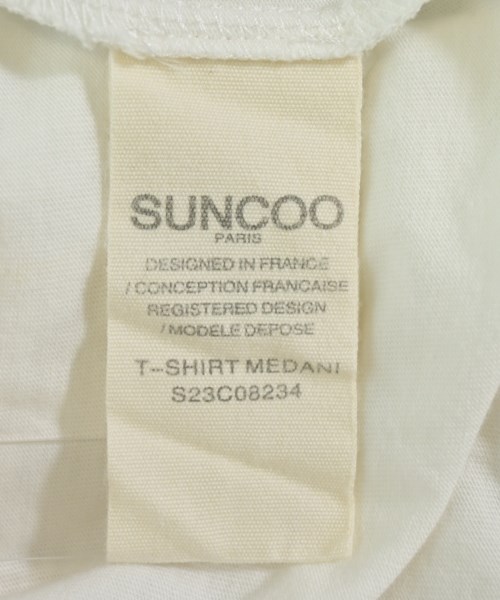 SUNCOO
PARIS
DESIGNED IN FRANCE
/ CONCEPTION FRANCAISE
REGISTERED DESIGN
/ MODELE DEPOSE
T-SHIRT MEDANI
S23C08234